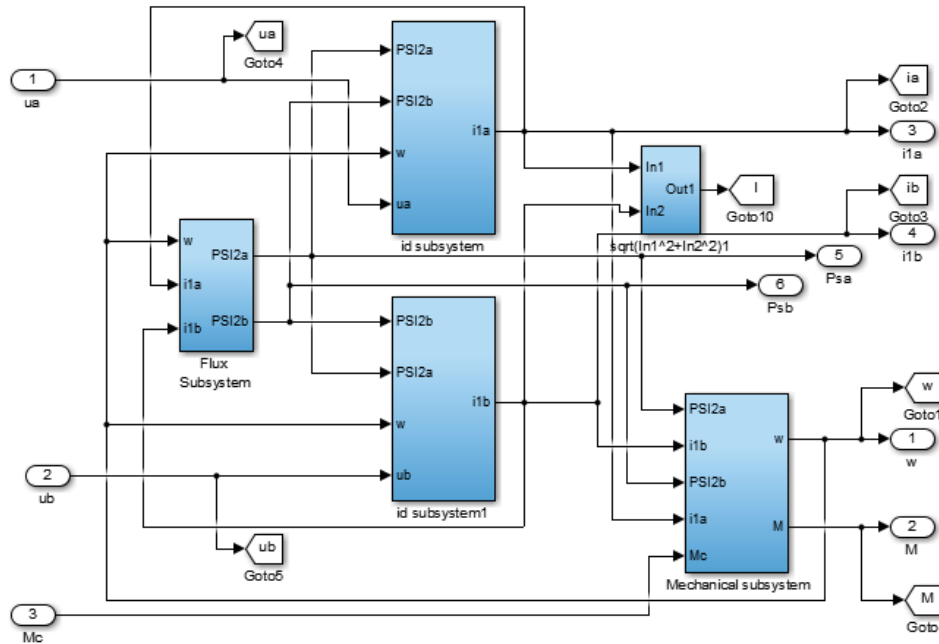 1
ua
ua
Goto4
PSI2a
PSI2b
w
ua
i1a
id subsystem
ia
Goto2
3
i1a
In1
In2
Out1
sqrt(In1^2+In2^2)1
I
Goto10
ib
Goto3
4
i1b
5
Psa
6
Psb
w
i1a
i1b
PSI2a
PSI2b
Flux
Subsystem
PSI2b
PSI2a
w
ub
i1b
id subsystem1
2
ub
ub
Goto5
PSI2a
i1b
PSI2b
i1a
Mc
w
M
Mechanical subsystem
w
Goto1
1
w
2
M
M
Goto
3
Mc